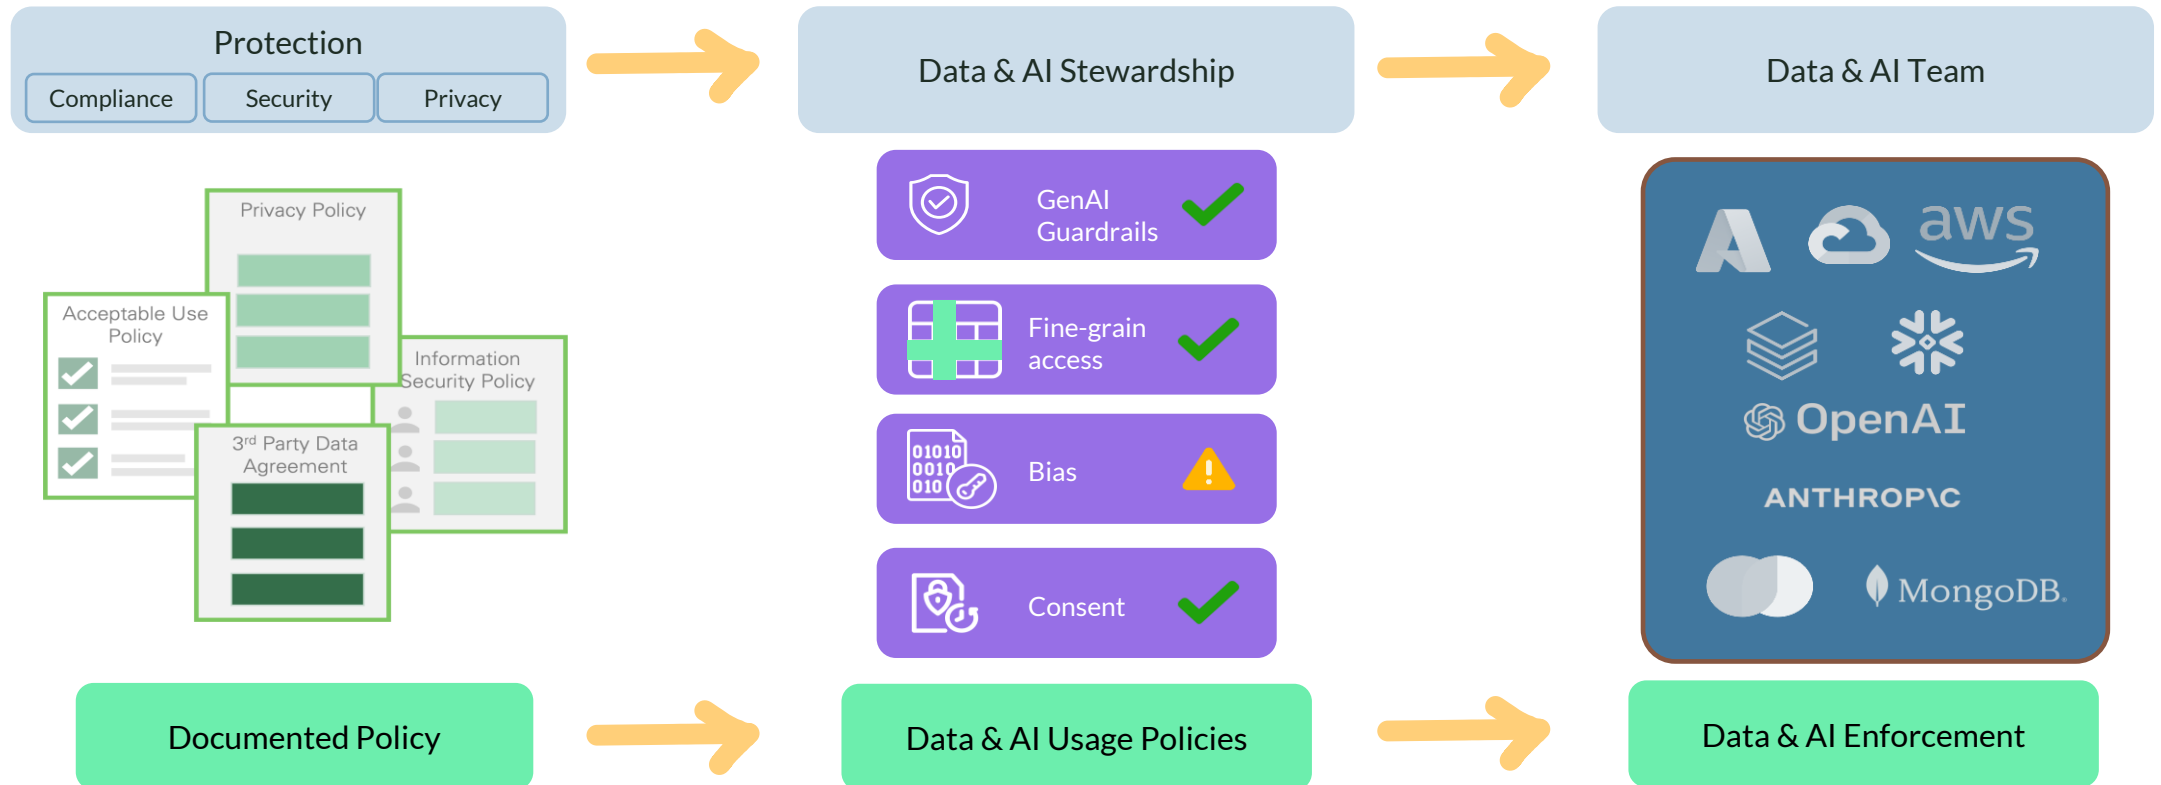 Protection
Compliance
Security
Privacy
Data & AI Stewardship
Data & AI Team
Privacy Policy
Acceptable Use
Policy
Information
Security Policy
3rd Party Data
Agreement
GenAI
Guardrails
Fine-grain
access
01010
0010
010
Bias
Consent
aws
OpenAI
ANTHROP\C
MongoDB.
Documented Policy
Data & AI Usage Policies
Data & AI Enforcement